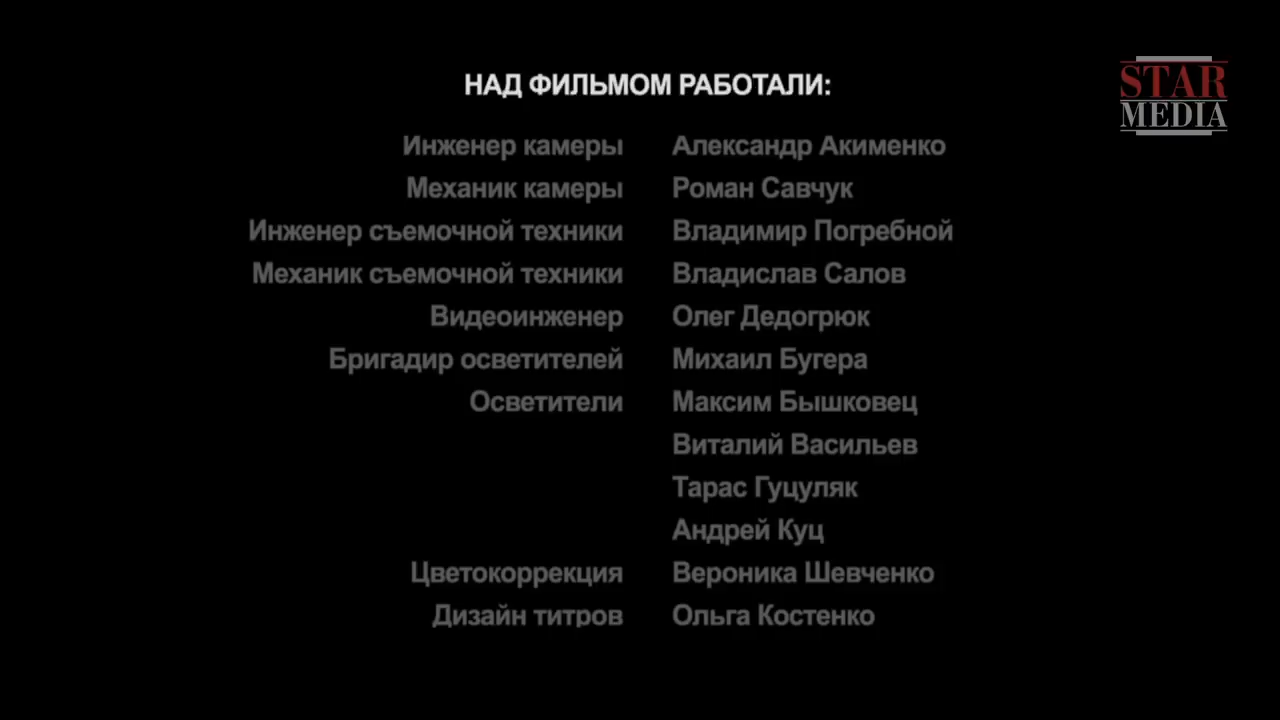 НАД ФИЛЬМОМ РАБОТАЛИ:
STAR
MEDIA
Инженер камеры Александр Акименко
Механик камеры Роман Савчук
Инженер съемочной техники Владимир Погребной
Механик съемочной техники Владислав Салов
Видеоинженер Олег Дедогрюк
Бригадир осветителей Михаил Бугера
Осветители Максим Бышковец
Виталий Васильев
Тарас Гуцуляк
Андрей Куц
Цветокоррекция Вероника Шевченко
Дизайн титров Ольга Костенко